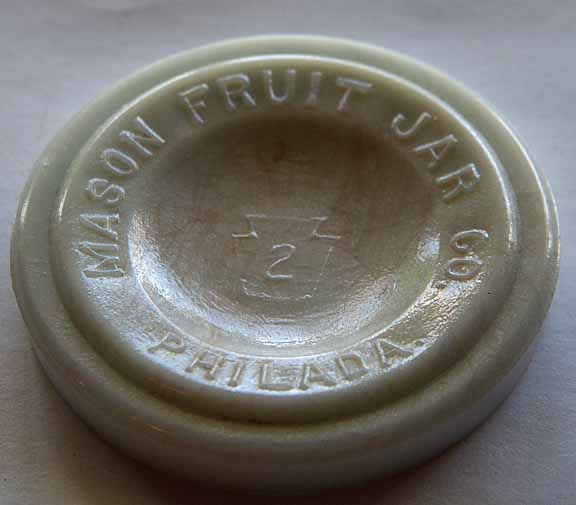 MASON FRUIT JAR CO.
PHILADA.
2